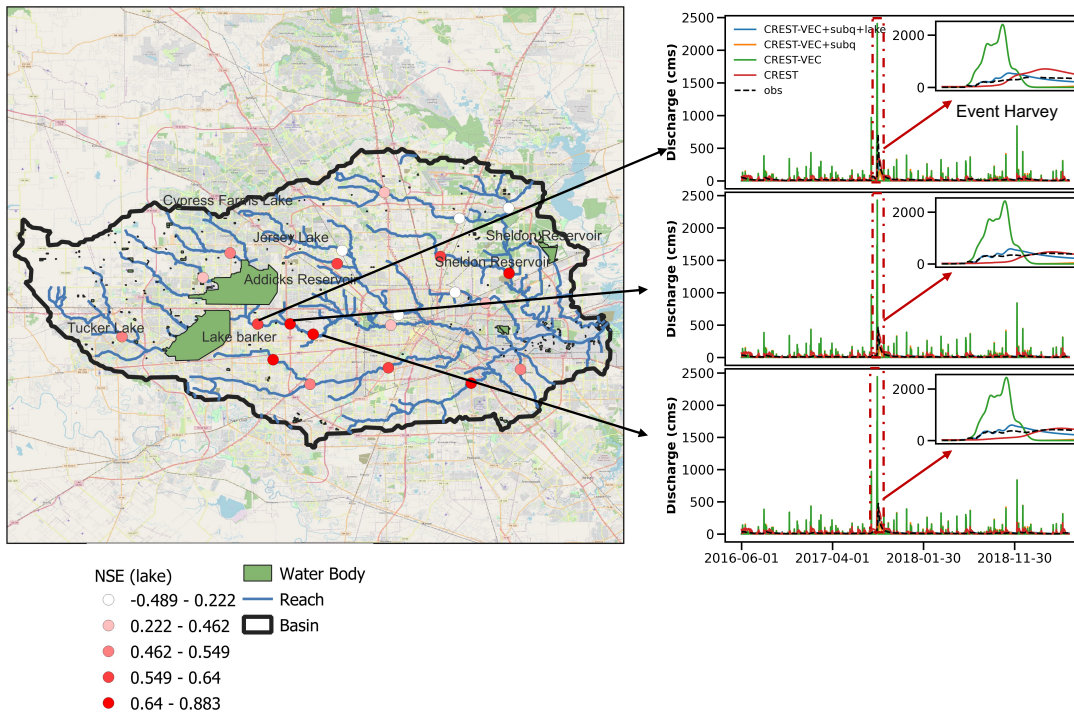 Cypress Farms Lake
Jersey Lake
Sheldon Reservoir
Sheldon Reservoir
Addicks Reservoir
Tucker Lake
Lake barker
NSE (lake)
-0.489 - 0.222
0.222 - 0.462
0.462 - 0.549
0.549 - 0.64
0.64 - 0.883
Water Body
Reach
Basin
Discharge (cms)
2500
2000
1500
1000
500
0
CREST-VEC+subq+lake
CREST-VEC+subq
CREST-VEC
CREST
obs
2000
0
Event Harvey
Discharge (cms)
2500
2000
1500
1000
500
0
2000
0
Discharge (cms)
2500
2000
1500
1000
500
0
2000
0
2016-06-01
2017-04-01
2018-01-30
2018-11-30